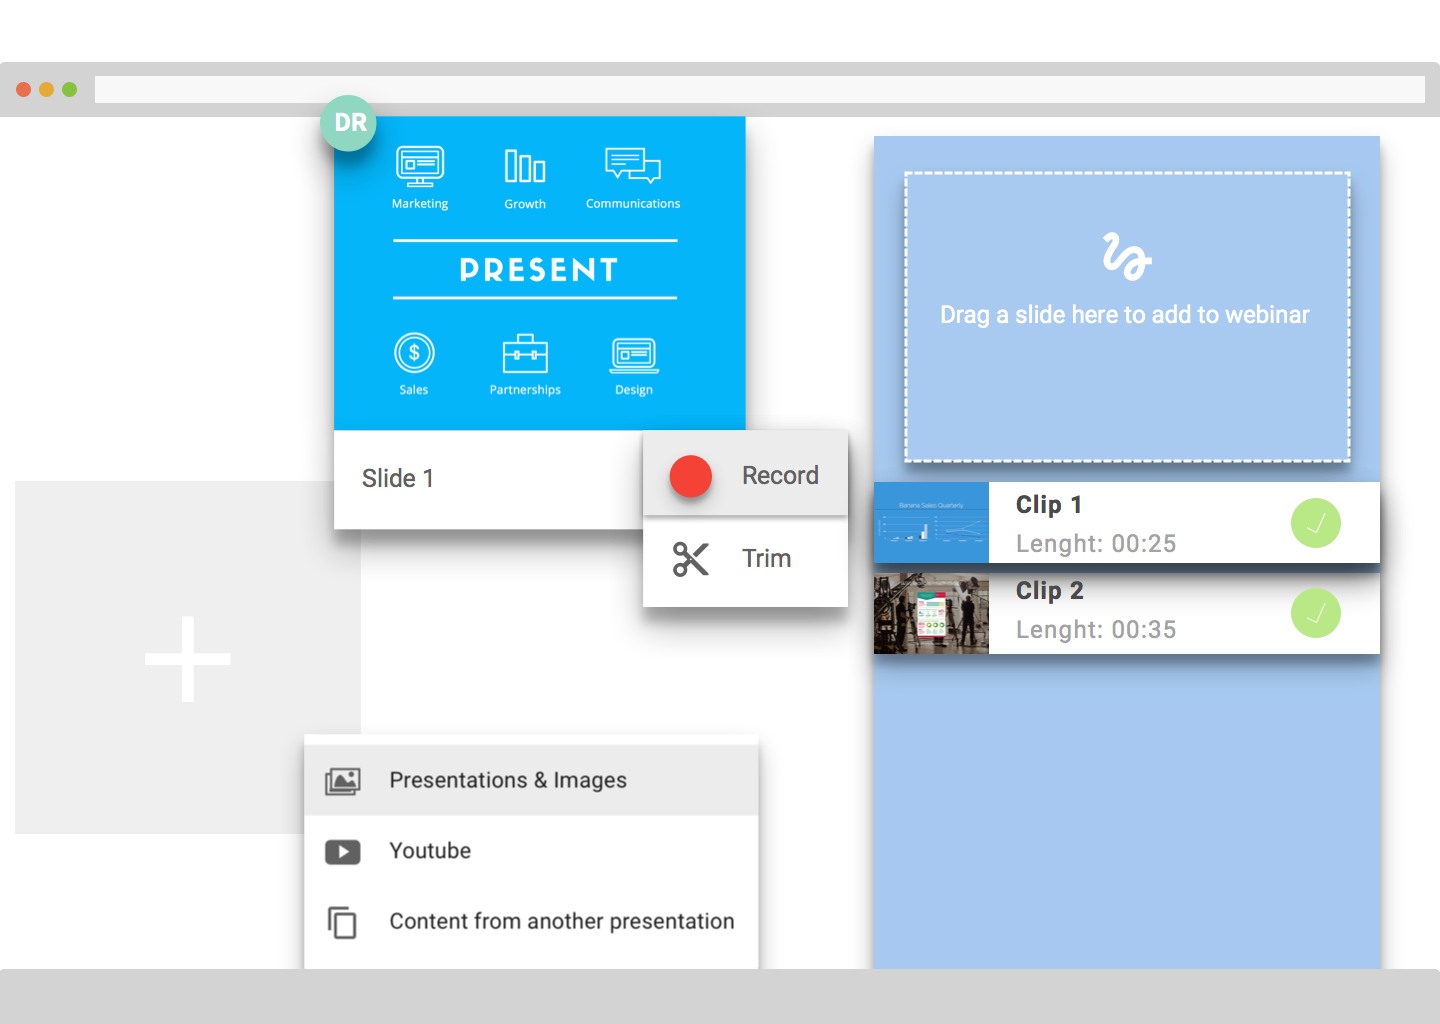 DR
Marketing
Growth
Communications
PRESENT
$
Sales
Partnerships
Design
Slide 1
Record
Trim
Presentations & Images
Youtube
Content from another presentation
Drag a slide here to add to webinar
Banana Sales Quarterly
Clip 1
Lenght: 00:25
Clip 2
Lenght: 00:35